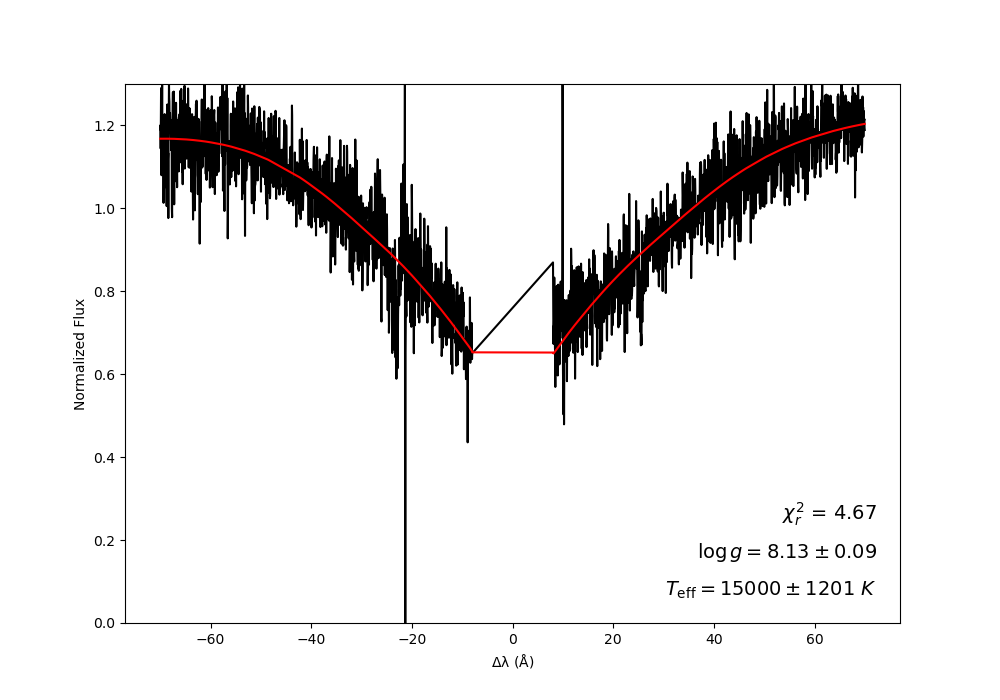 1.2
1.0
0.8
0.6
0.4
0.2
0.0
Normalized Flux
χ²ᵣ = 4.67
log g = 8.13 ± 0.09
T_eff = 15000 ± 1201 K
−60 −40 −20 0 20 40 60
Δλ (Å)